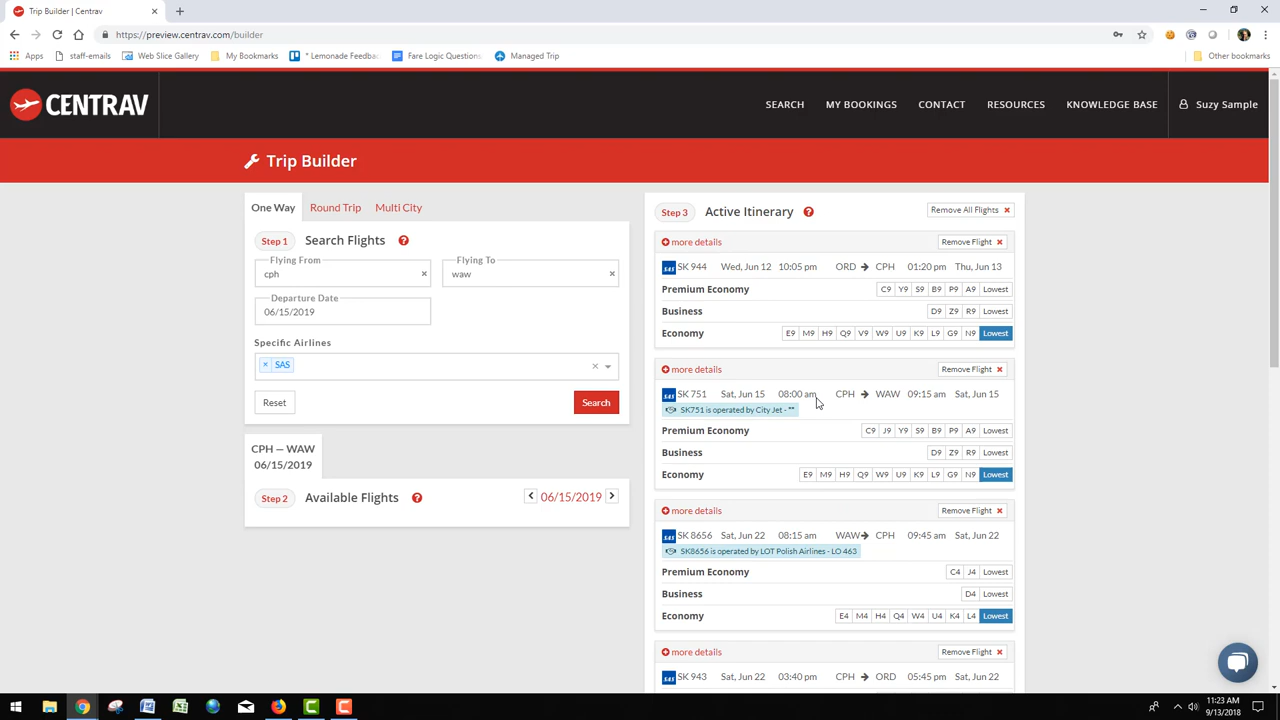 Trip Builder | Centrav
https://preview.centrav.com/builder
Apps staff-emails Web Slice Gallery My Bookmarks * Lemonade Feedba Fare Logic Questions Managed Trip Other bookmarks
CENTRAV SEARCH MY BOOKINGS CONTACT RESOURCES KNOWLEDGE BASE Suzy Sample
Trip Builder
One Way Round Trip Multi City
Step 1 Search Flights ?
Flying From Flying To
cph × waw ×
Departure Date
06/15/2019
Specific Airlines
× SAS ×
Reset Search
CPH — WAW
06/15/2019
Step 2 Available Flights ? 06/15/2019
Step 3 Active Itinerary ? Remove All Flights ×
more details Remove Flight ×
SAS SK 944 Wed, Jun 12 10:05 pm ORD → CPH 01:20 pm Thu, Jun 13
Premium Economy C9 Y9 S9 B9 P9 A9 Lowest
Business D9 Z9 R9 Lowest
Economy E9 M9 H9 Q9 V9 W9 U9 K9 L9 G9 N9 Lowest
more details Remove Flight ×
SAS SK 751 Sat, Jun 15 08:00 am CPH → WAW 09:15 am Sat, Jun 15
SK751 is operated by City Jet - **
Premium Economy C9 J9 Y9 S9 B9 P9 A9 Lowest
Business D9 Z9 R9 Lowest
Economy E9 M9 H9 Q9 W9 U9 K9 L9 G9 N9 Lowest
more details Remove Flight ×
SAS SK 8656 Sat, Jun 22 08:15 am WAW → CPH 09:45 am Sat, Jun 22
SK8656 is operated by LOT Polish Airlines - LO 463
Premium Economy C4 J4 Lowest
Business D4 Lowest
Economy E4 M4 H4 Q4 W4 U4 K4 L4 Lowest
more details Remove Flight ×
SAS SK 943 Sat, Jun 22 03:40 pm CPH → ORD 05:45 pm Sat, Jun 22
11:23 AM
9/13/2018